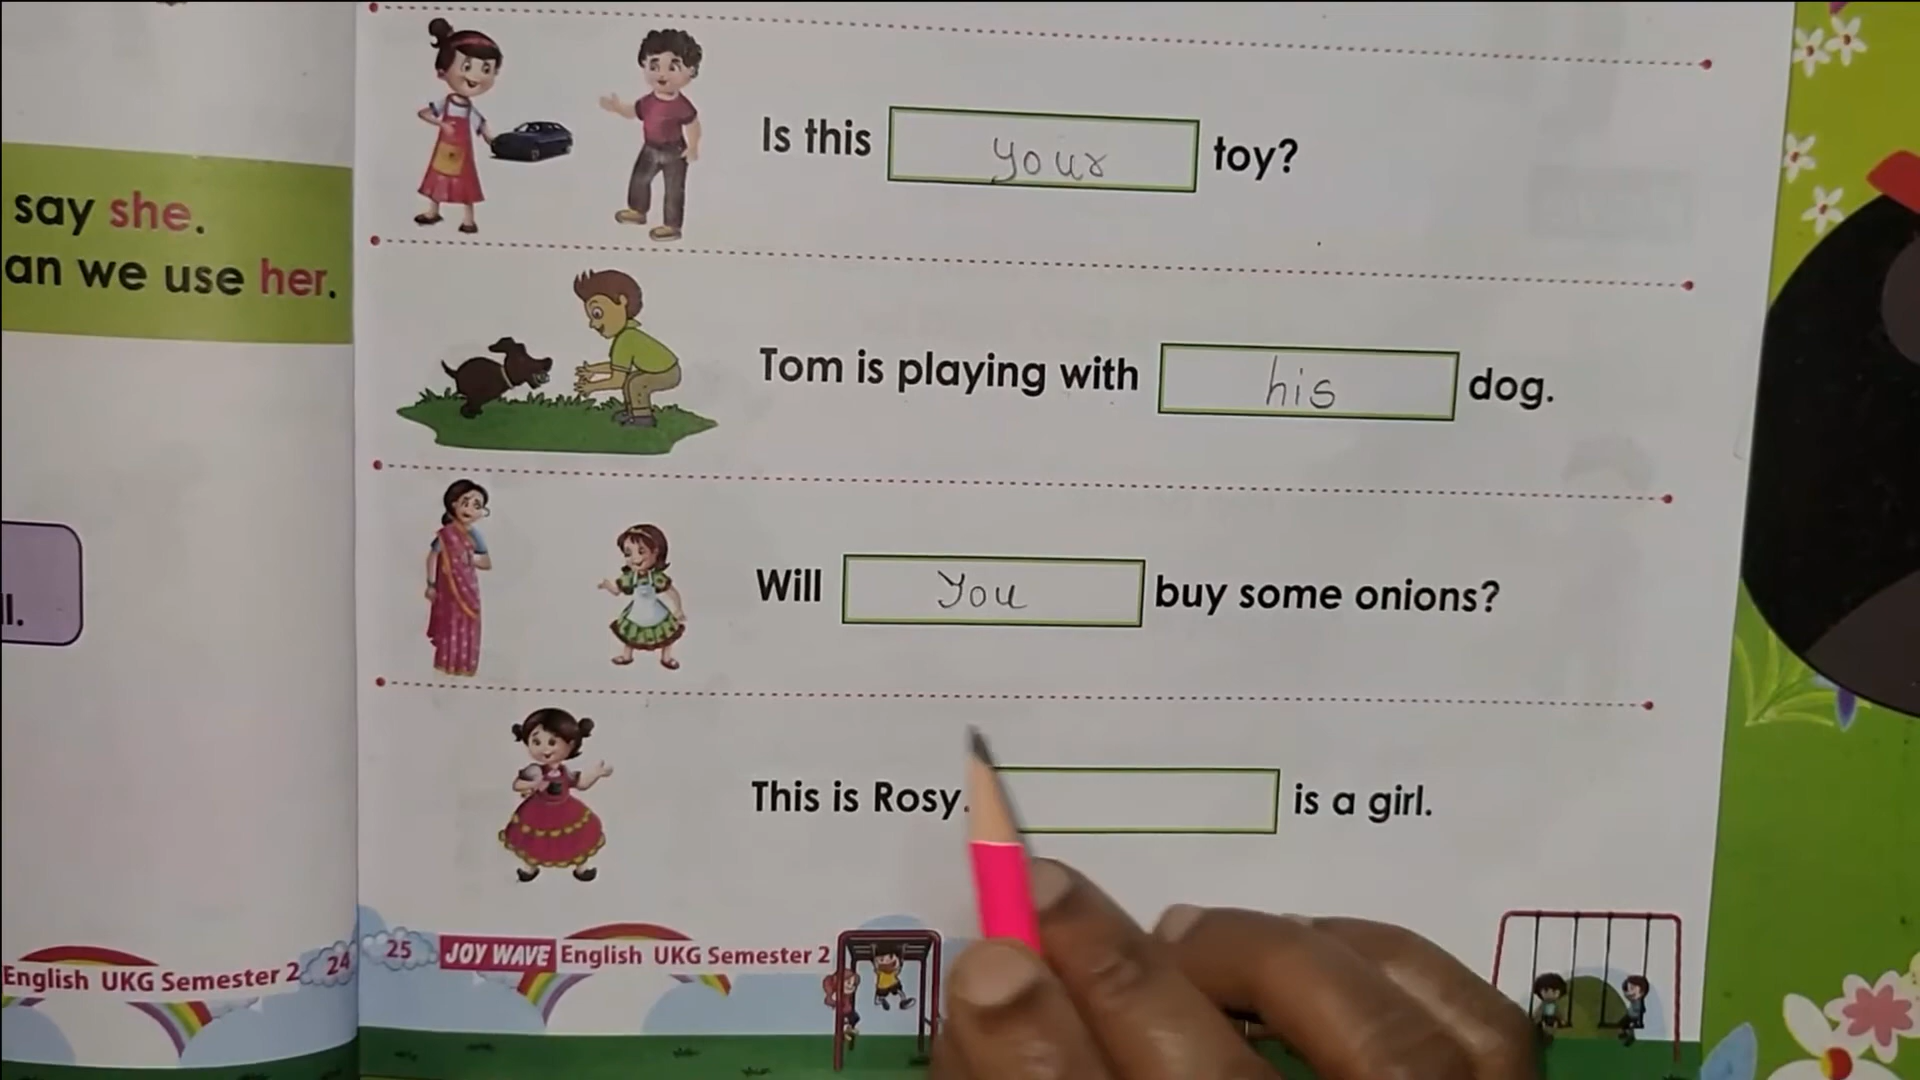 say she.
an we use her.
l.
English UKG Semester 2 24
Is this your toy?
Tom is playing with his dog.
Will You buy some onions?
This is Rosy. is a girl.
25 JOY WAVE English UKG Semester 2